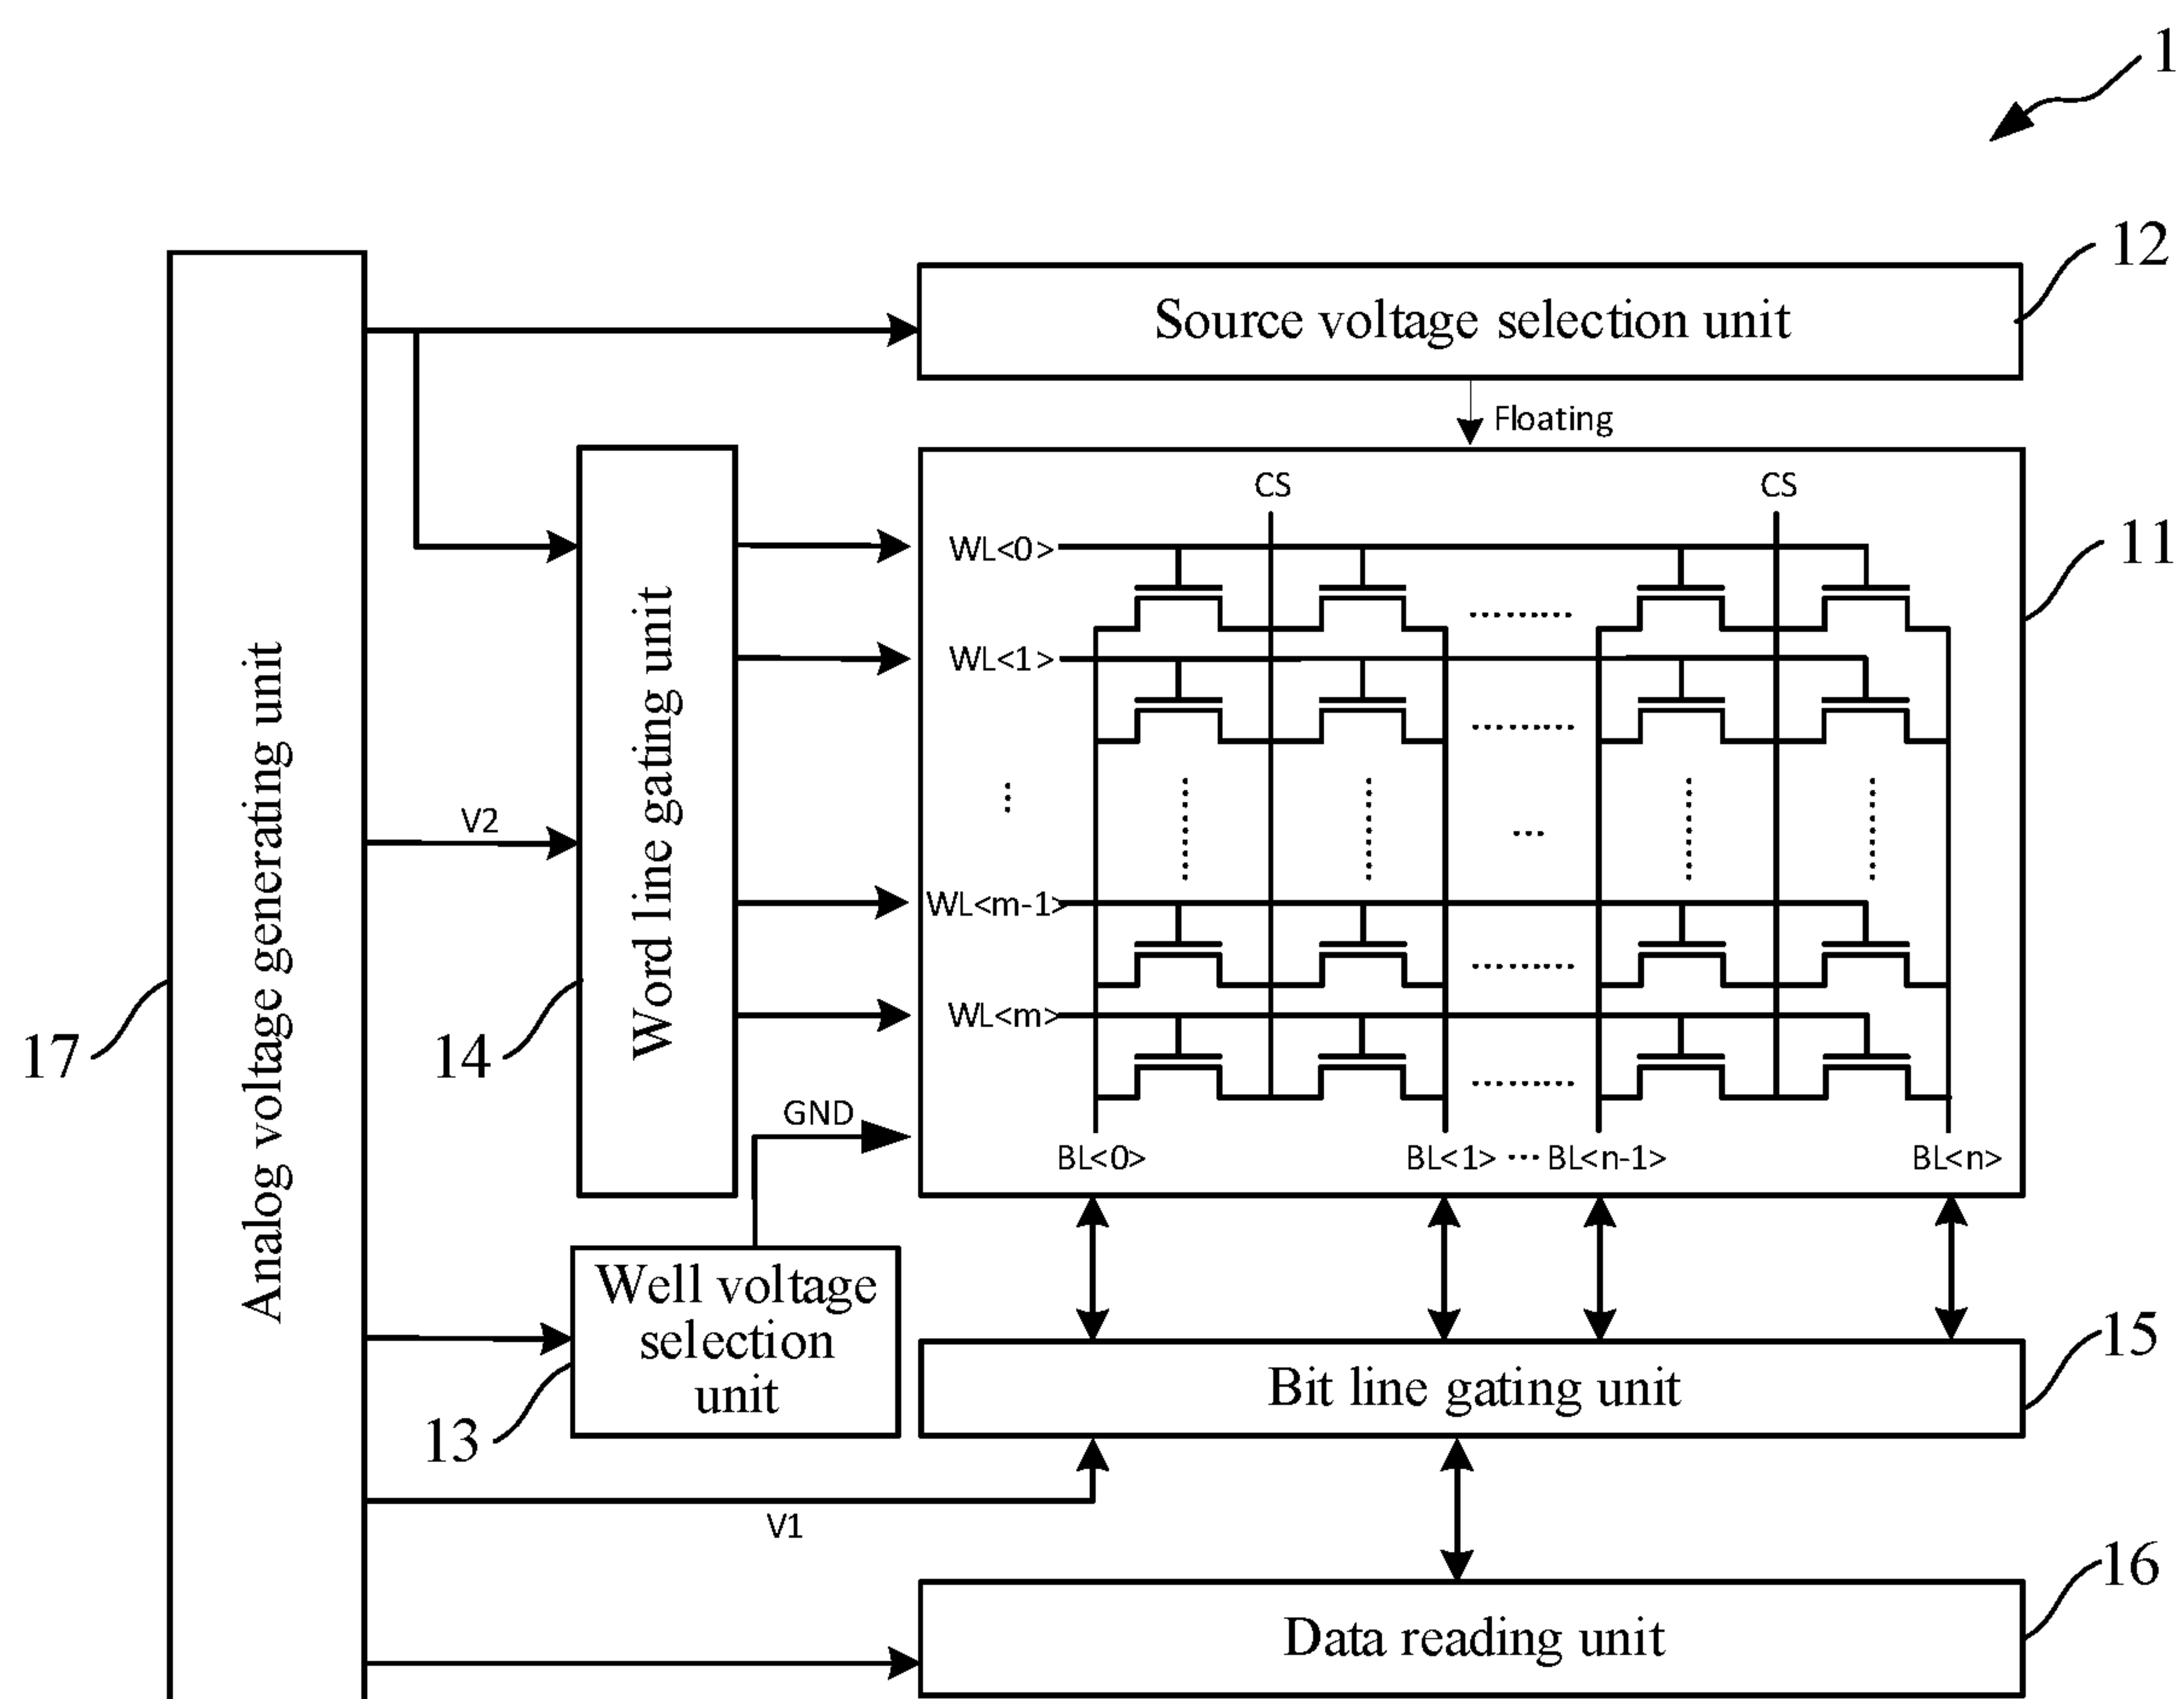 1
12
Source voltage selection unit
Floating
CS
CS
11
WL<0>
WL<1>
⋮
WL<m-1>
WL<m>
·········
·········
...
·········
·········
BL<0>
BL<1> ··· BL<n-1>
BL<n>
Analog voltage generating unit
17
Word line gating unit
14
V2
GND
Well voltage
selection
unit
13
15
Bit line gating unit
V1
16
Data reading unit